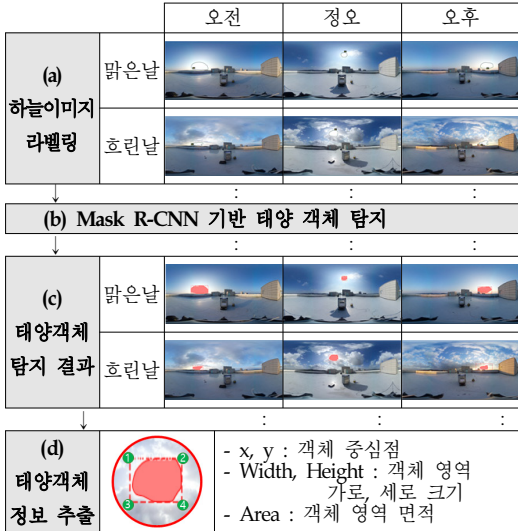 오전 정오 오후
(a)
하늘이미지
라벨링
맑은날
흐린날
: : :
(b) Mask R-CNN 기반 태양 객체 탐지
: : :
(c)
태양객체
탐지 결과
맑은날
흐린날
: : :
(d)
태양객체
정보 추출
1 2
3 4
- x, y : 객체 중심점
- Width, Height : 객체 영역
가로, 세로 크기
- Area : 객체 영역 면적